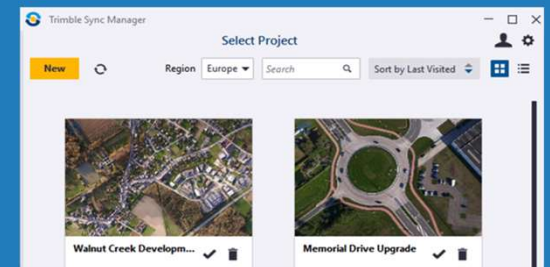 Trimble Sync Manager
Select Project
New Region Europe Search Sort by Last Visited
Walnut Creek Developm... Memorial Drive Upgrade